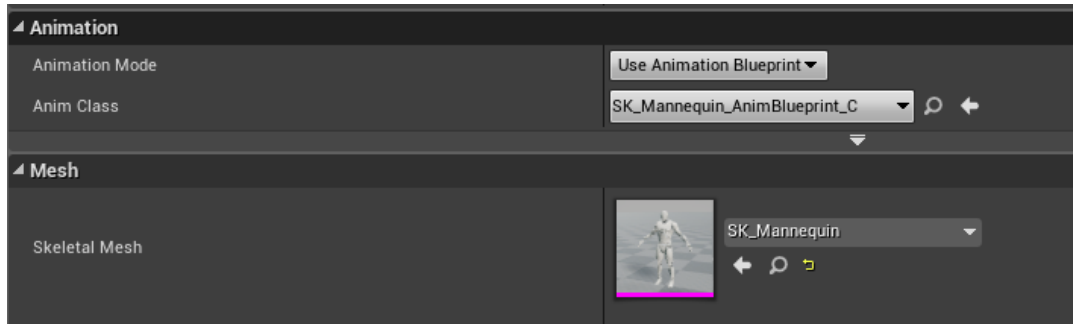 Animation
Animation Mode
Use Animation Blueprint
Anim Class
SK_Mannequin_AnimBlueprint_C
Mesh
Skeletal Mesh
SK_Mannequin